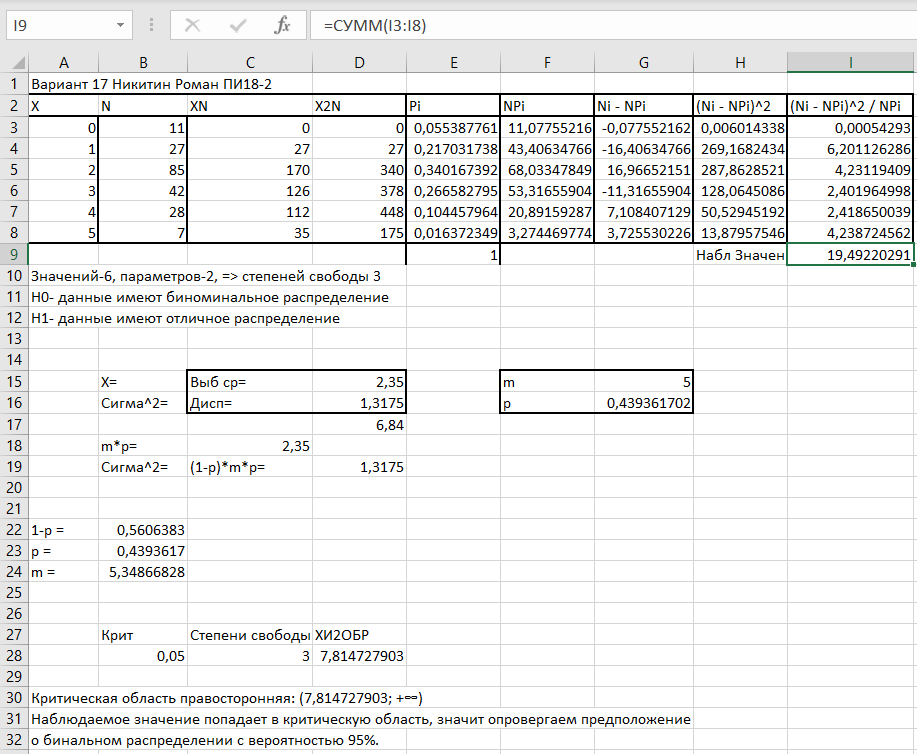 I9 fx =СУММ(I3:I8)
A B C D E F G H I
1 Вариант 17 Никитин Роман ПИ18-2
2 X N XN X2N Pi NPi Ni - NPi (Ni - NPi)^2 (Ni - NPi)^2 / NPi
3 0 11 0 0 0,055387761 11,07755216 -0,077552162 0,006014338 0,00054293
4 1 27 27 27 0,217031738 43,40634766 -16,40634766 269,1682434 6,201126286
5 2 85 170 340 0,340167392 68,03347849 16,96652151 287,8628521 4,23119409
6 3 42 126 378 0,266582795 53,31655904 -11,31655904 128,0645086 2,401964998
7 4 28 112 448 0,104457964 20,89159287 7,108407129 50,52945192 2,418650039
8 5 7 35 175 0,016372349 3,274469774 3,725530226 13,87957546 4,238724562
9 1 Набл Значен 19,49220291
10 Значений-6, параметров-2, => степеней свободы 3
11 Н0- данные имеют биноминальное распределение
12 Н1- данные имеют отличное распределение
13
14
15 X= Выб ср= 2,35 m 5
16 Сигма^2= Дисп= 1,3175 p 0,439361702
17 6,84
18 m*p= 2,35
19 Сигма^2= (1-p)*m*p= 1,3175
20
21
22 1-p = 0,5606383
23 p = 0,4393617
24 m = 5,34866828
25
26
27 Крит Степени свободы ХИ2ОБР
28 0,05 3 7,814727903
29
30 Критическая область правосторонняя: (7,814727903; +∞)
31 Наблюдаемое значение попадает в критическую область, значит опровергаем предположение
32 о бинальном распределении с вероятностью 95%.